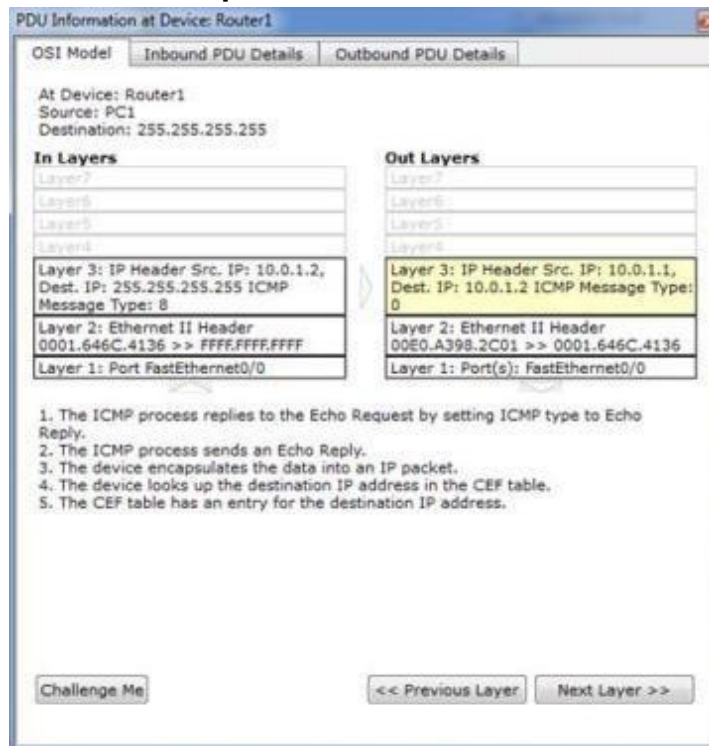 PDU Information at Device: Router1
OSI Model
Inbound PDU Details
Outbound PDU Details
At Device: Router1
Source: PC1
Destination: 255.255.255.255
In Layers
Layer7
Layer6
Layer5
Layer4
Layer 3: IP Header Src. IP: 10.0.1.2,
Dest. IP: 255.255.255.255 ICMP
Message Type: 8
Layer 2: Ethernet II Header
0001.646C.4136 >> FFFF.FFFF.FFFF
Layer 1: Port FastEthernet0/0
Out Layers
Layer7
Layer6
Layer5
Layer4
Layer 3: IP Header Src. IP: 10.0.1.1,
Dest. IP: 10.0.1.2 ICMP Message Type:
0
Layer 2: Ethernet II Header
00E0.A398.2C01 >> 0001.646C.4136
Layer 1: Port(s): FastEthernet0/0
1. The ICMP process replies to the Echo Request by setting ICMP type to Echo
Reply.
2. The ICMP process sends an Echo Reply.
3. The device encapsulates the data into an IP packet.
4. The device looks up the destination IP address in the CEF table.
5. The CEF table has an entry for the destination IP address.
Challenge Me
<< Previous Layer
Next Layer >>